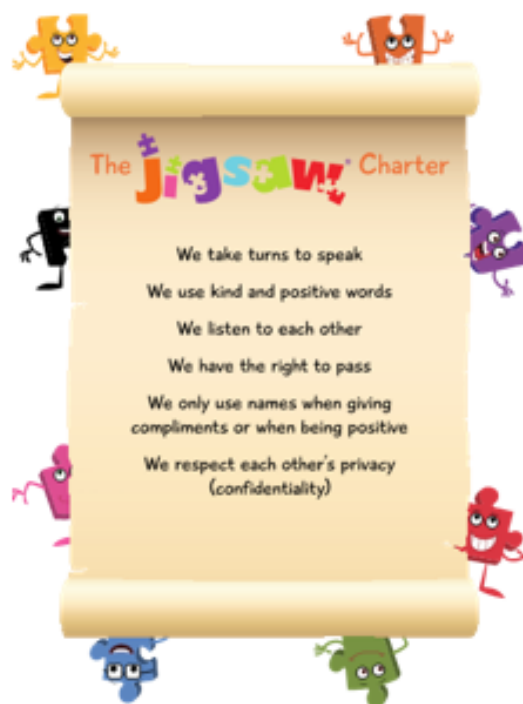 The Jigsaw® Charter
We take turns to speak
We use kind and positive words
We listen to each other
We have the right to pass
We only use names when giving
compliments or when being positive
We respect each other's privacy
(confidentiality)